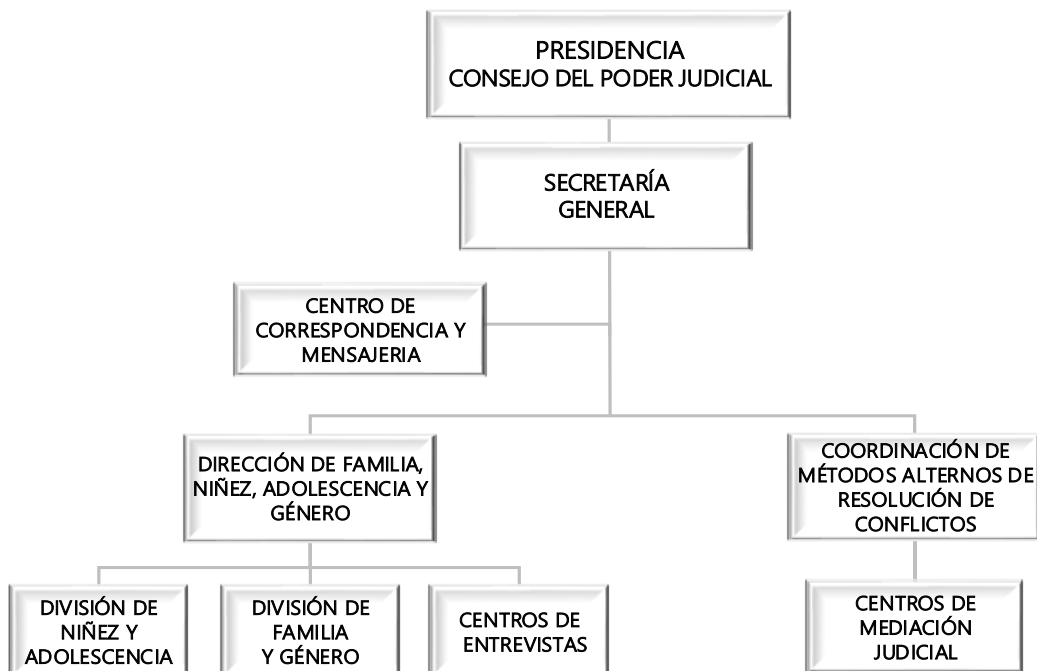 PRESIDENCIA
CONSEJO DEL PODER JUDICIAL
SECRETARÍA
GENERAL
CENTRO DE
CORRESPONDENCIA Y
MENSAJERIA
DIRECCIÓN DE FAMILIA,
NIÑEZ, ADOLESCENCIA Y
GÉNERO
COORDINACIÓN DE
MÉTODOS ALTERNOS DE
RESOLUCIÓN DE
CONFLICTOS
DIVISIÓN DE
NIÑEZ Y
ADOLESCENCIA
DIVISIÓN DE
FAMILIA
Y GÉNERO
CENTROS DE
ENTREVISTAS
CENTROS DE
MEDIACIÓN
JUDICIAL